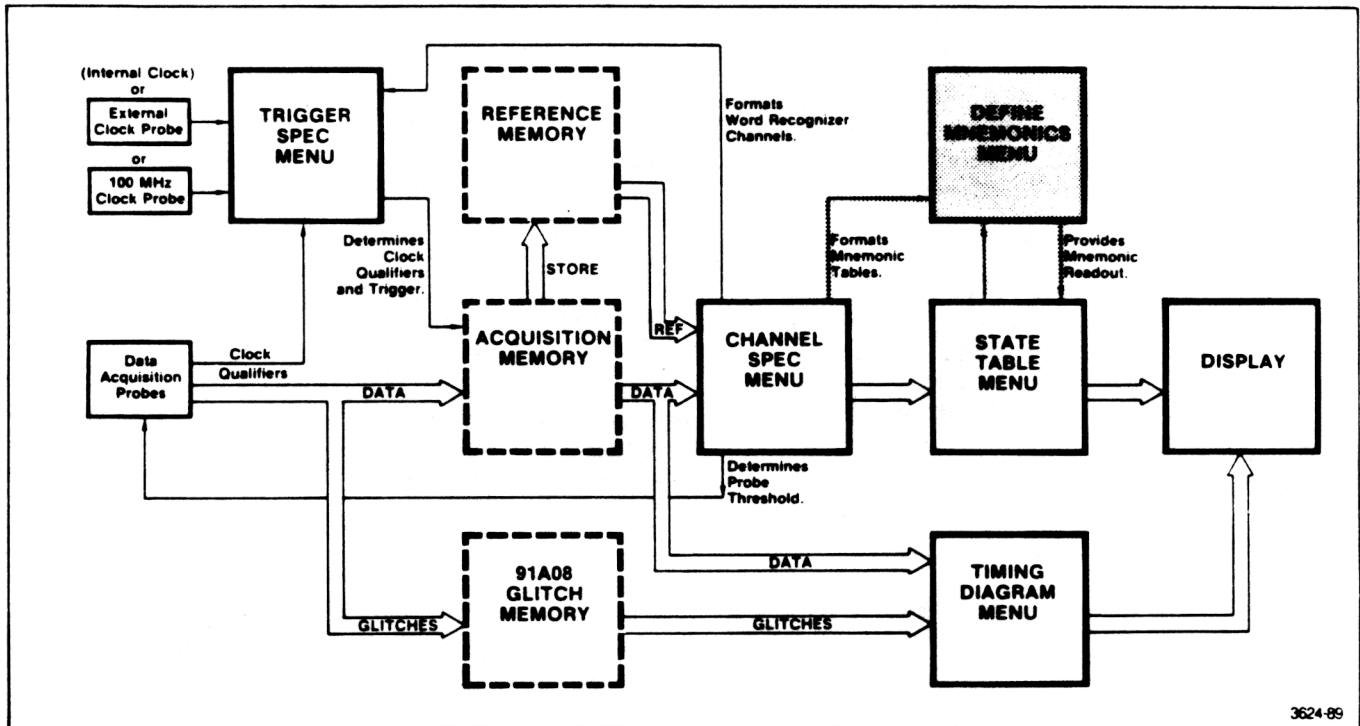 (Internal Clock)
or
External
Clock Probe
or
100 MHz
Clock Probe
TRIGGER
SPEC
MENU
REFERENCE
MEMORY
Formats
Word Recognizer
Channels.
DEFINE
MNEMONICS
MENU
Determines
Clock
Qualifiers
and Trigger.
STORE
Formats
Mnemonic
Tables.
Provides
Mnemonic
Readout.
Data
Acquisition
Probes
Clock
Qualifiers
DATA
ACQUISITION
MEMORY
REF
DATA
CHANNEL
SPEC
MENU
STATE
TABLE
MENU
DISPLAY
Determines
Probe
Threshold.
GLITCHES
91A08
GLITCH
MEMORY
DATA
GLITCHES
TIMING
DIAGRAM
MENU
3624-89